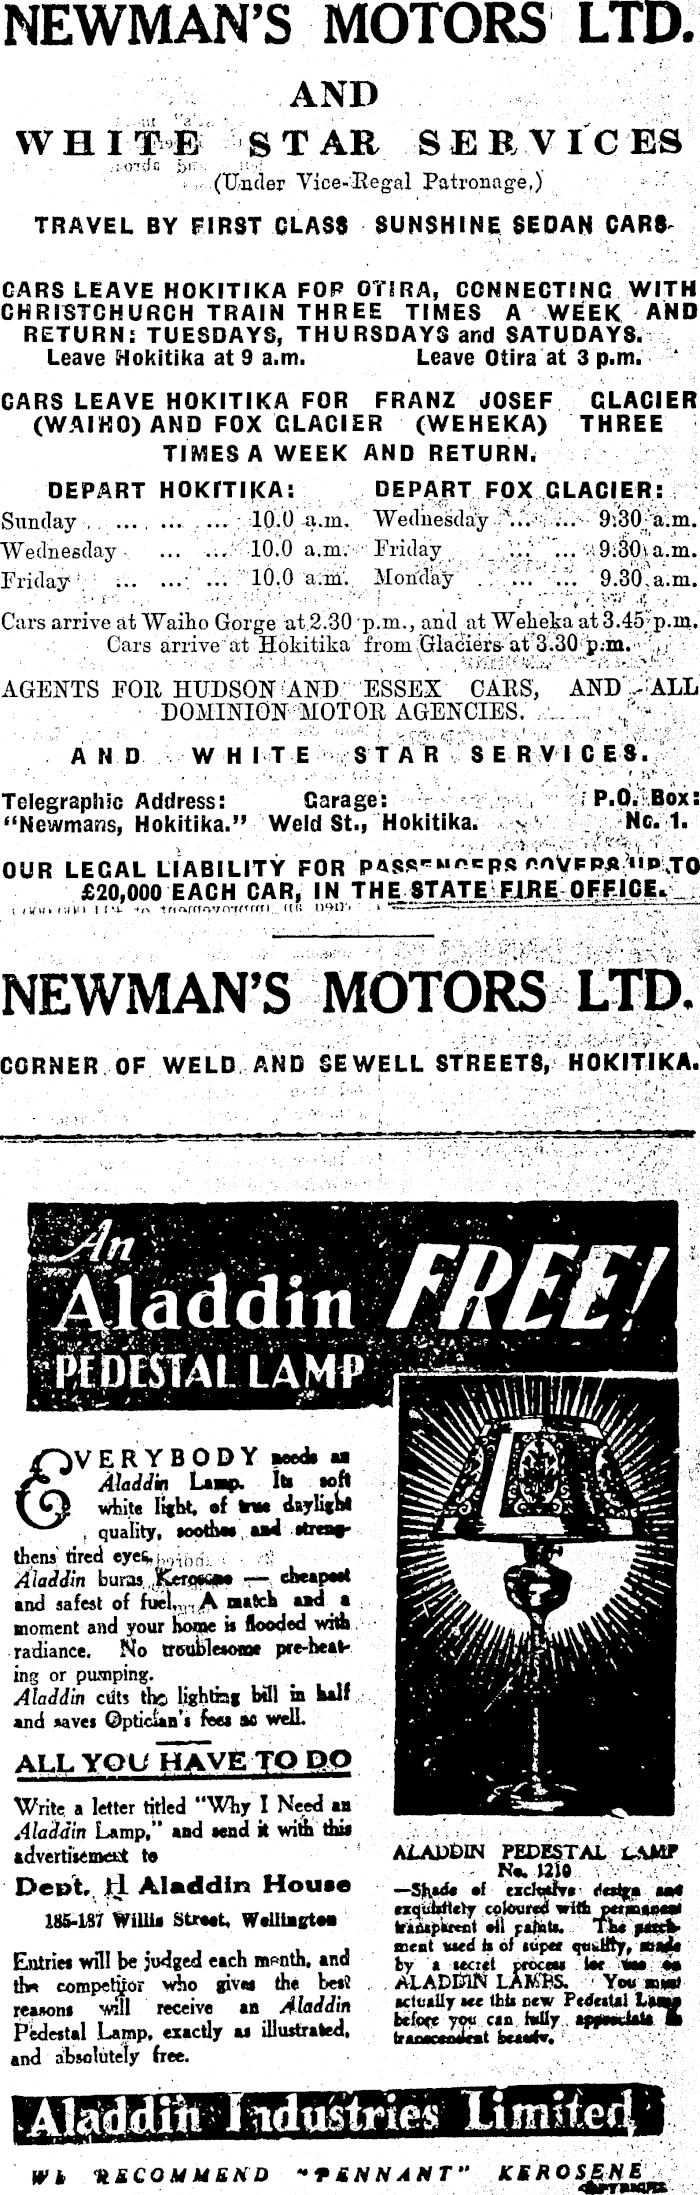 NEWMAN'S MOTORS LTD.
AND
WHITE STAR SERVICES
(Under Vice-Regal Patronage.)
TRAVEL BY FIRST CLASS SUNSHINE SEDAN CARS
CARS LEAVE HOKITIKA FOR OTIRA, CONNECTING WITH
CHRISTCHURCH TRAIN THREE TIMES A WEEK AND
RETURN: TUESDAYS, THURSDAYS and SATUDAYS.
Leave Hokitika at 9 a.m. Leave Otira at 3 p.m.
CARS LEAVE HOKITIKA FOR FRANZ JOSEF GLACIER
(WAIHO) AND FOX GLACIER (WEHEKA) THREE
TIMES A WEEK AND RETURN.
DEPART HOKITIKA: DEPART FOX GLACIER:
Sunday ... ... ... 10.0 a.m. Wednesday ... ... 9.30 a.m.
Wednesday ... ... ... 10.0 a.m. Friday ... ... 9.30 a.m.
Friday ... ... ... 10.0 a.m. Monday ... ... 9.30 a.m.
Cars arrive at Waiho Gorge at 2.30 p.m., and at Weheka at 3.45 p.m.
Cars arrive at Hokitika from Glaciers at 3.30 p.m.
AGENTS FOR HUDSON AND ESSEX CARS, AND ALL
DOMINION MOTOR AGENCIES.
AND WHITE STAR SERVICES.
Telegraphic Address: Garage: P.O. Box:
"Newmans, Hokitika." Weld St., Hokitika. No. 1.
OUR LEGAL LIABILITY FOR PASSENGERS COVERS UP TO
£20,000 EACH CAR, IN THE STATE FIRE OFFICE.
NEWMAN'S MOTORS LTD.
CORNER OF WELD AND SEWELL STREETS, HOKITIKA.
An
Aladdin FREE!
PEDESTAL LAMP
EVERYBODY needs an
Aladdin Lamp. Its soft
white light, of true daylight
quality, soothes and streng-
thens tired eyes.
Aladdin burns Kerosene — cheapest
and safest of fuel. A match and a
moment and your home is flooded with
radiance. No troublesome pre-heat-
ing or pumping.
Aladdin cuts the lighting bill in half
and saves Optician's fees as well.
ALL YOU HAVE TO DO
Write a letter titled "Why I Need an
Aladdin Lamp," and send it with this
advertisement to
Dept. H Aladdin House
185-187 Willis Street, Wellington
Entries will be judged each month, and
the competitor who gives the best
reasons will receive an Aladdin
Pedestal Lamp, exactly as illustrated,
and absolutely free.
ALADDIN PEDESTAL LAMP
No. 1210
—Shade of exclusive design and
exquisitely coloured with permanent
transparent oil paints. The parch-
ment used is of super quality, made
by a secret process for use on
ALADDIN LAMPS. You must
actually see this new Pedestal Lamp
before you can fully appreciate its
transcendent beauty.
Aladdin Industries Limited
WE RECOMMEND "PENNANT" KEROSENE
COPYRIGHT